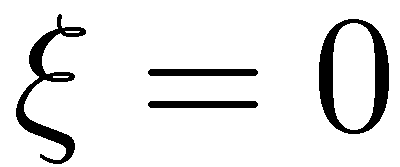 ξ = 0